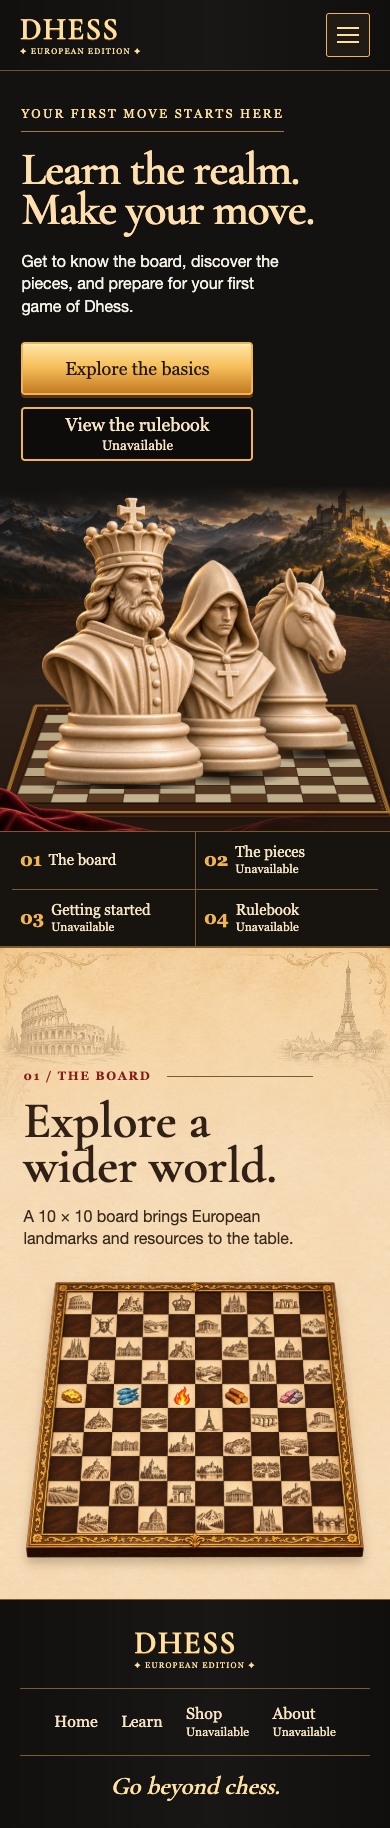 DHESS
✦ EUROPEAN EDITION ✦
YOUR FIRST MOVE STARTS HERE
Learn the realm.
Make your move.
Get to know the board, discover the
pieces, and prepare for your first
game of Dhess.
Explore the basics
View the rulebook
Unavailable
01 The board
02 The pieces
Unavailable
03 Getting started
Unavailable
04 Rulebook
Unavailable
01 / THE BOARD
Explore a
wider world.
A 10 × 10 board brings European
landmarks and resources to the table.
DHESS
✦ EUROPEAN EDITION ✦
Home
Learn
Shop
Unavailable
About
Unavailable
Go beyond chess.